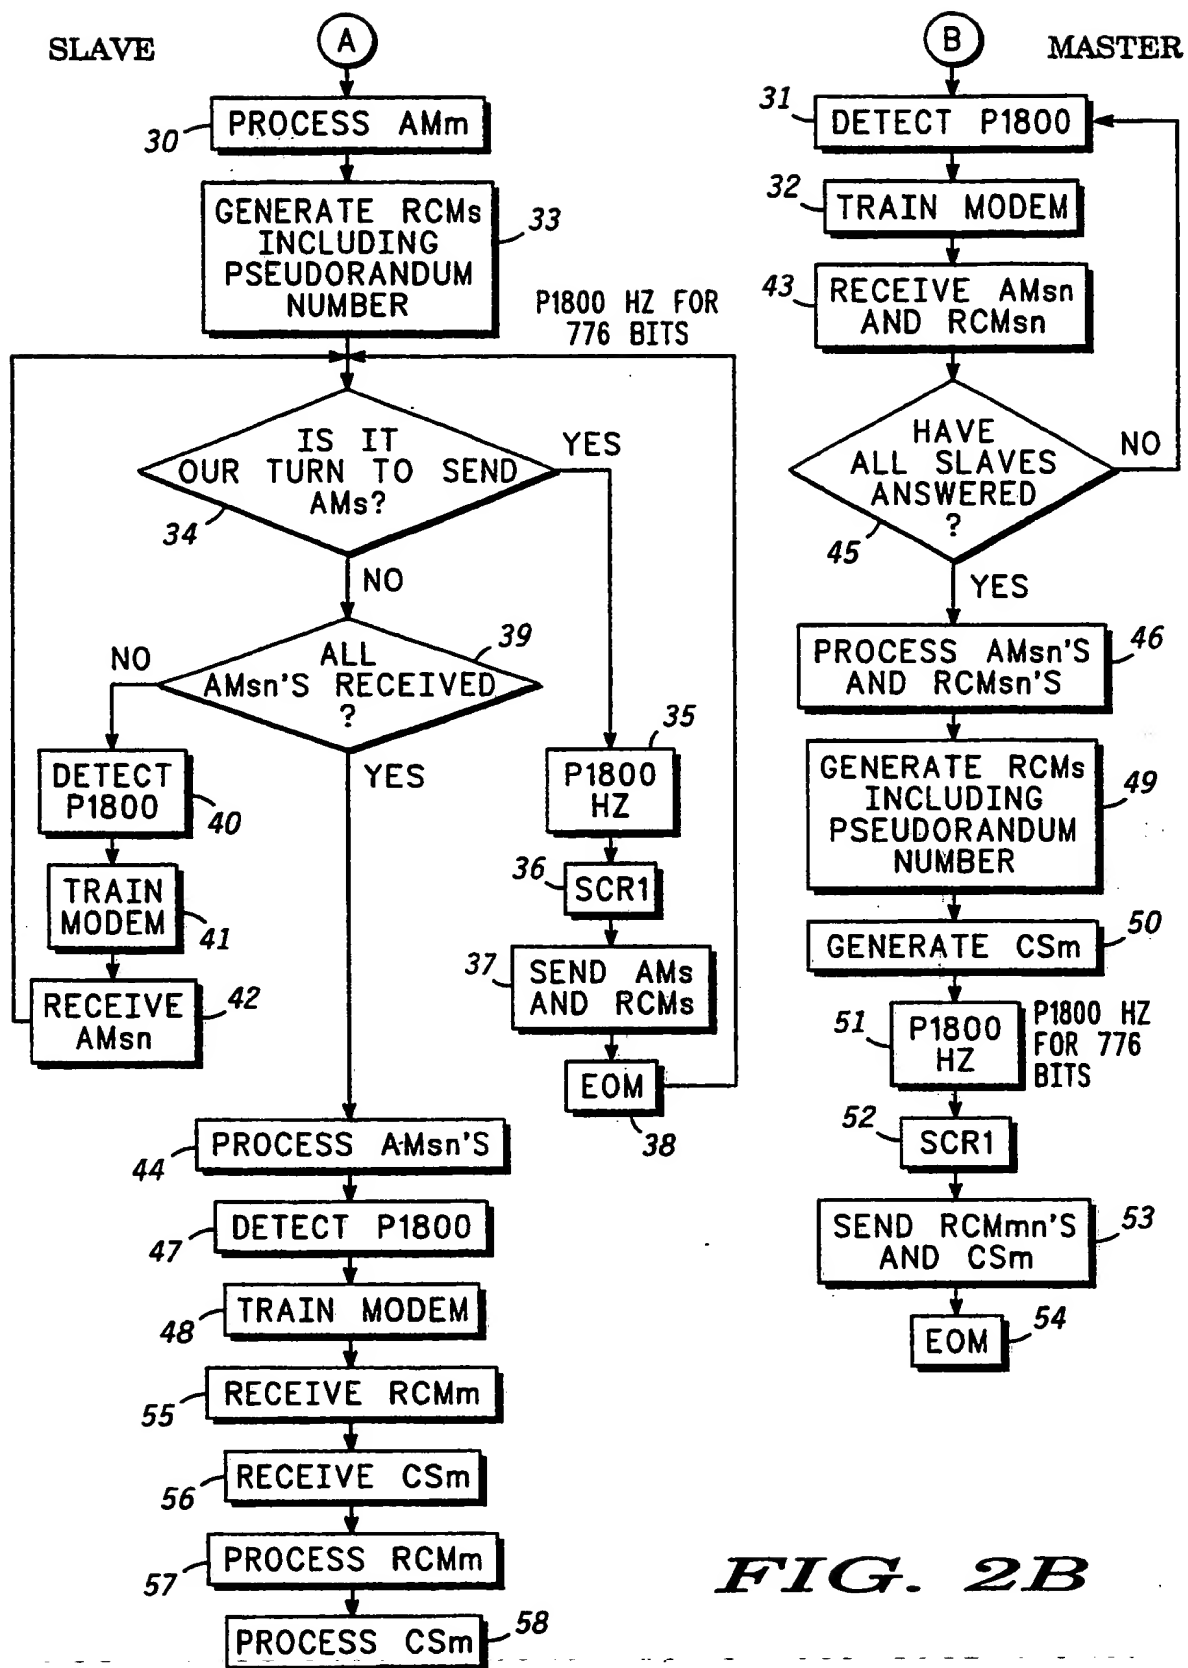 SLAVE
A
30
PROCESS AMm
GENERATE RCMs
INCLUDING
PSEUDORANDUM
NUMBER
33
P1800 HZ FOR
776 BITS
IS IT
OUR TURN TO SEND
AMs?
34
YES
NO
ALL
AMsn'S RECEIVED
?
39
NO
YES
DETECT
P1800
40
TRAIN
MODEM
41
RECEIVE
AMsn
42
35
P1800
HZ
36
SCR1
37
SEND AMs
AND RCMs
EOM
38
PROCESS AMsn'S
44
DETECT P1800
47
TRAIN MODEM
48
RECEIVE RCMm
55
RECEIVE CSm
56
PROCESS RCMm
57
PROCESS CSm
58
B
MASTER
31
DETECT P1800
32
TRAIN MODEM
43
RECEIVE AMsn
AND RCMsn
HAVE
ALL SLAVES
ANSWERED
?
45
NO
YES
PROCESS AMsn'S
AND RCMsn'S
46
GENERATE RCMs
INCLUDING
PSEUDORANDUM
NUMBER
49
GENERATE CSm
50
51
P1800
HZ
P1800 HZ
FOR 776
BITS
52
SCR1
SEND RCMmn'S
AND CSm
53
EOM
54
FIG. 2B